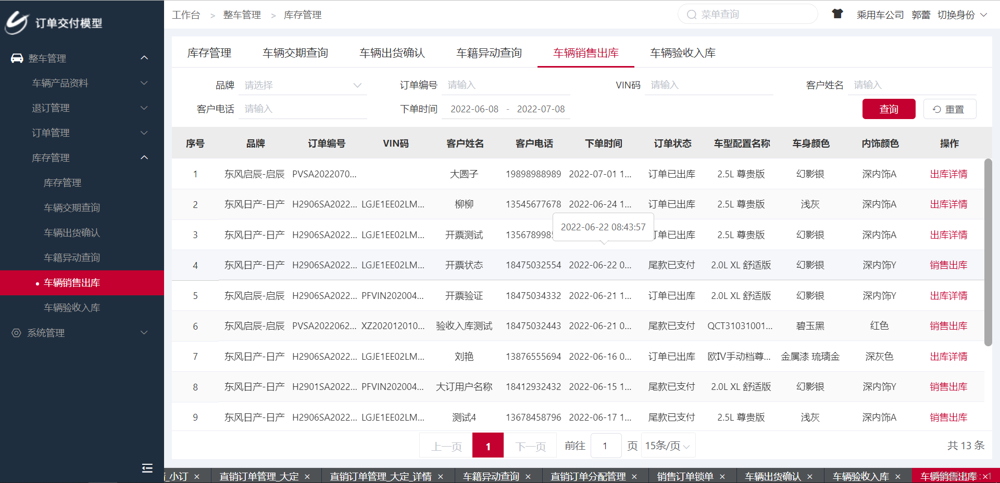 订单交付模型
工作台 > 整车管理 > 库存管理
菜单查询
乘用车公司 郭蕾 切换身份
整车管理
车辆产品资料
退订管理
订单管理
库存管理
库存管理
车辆交期查询
车辆出货确认
车籍异动查询
车辆销售出库
车辆验收入库
系统管理
库存管理 车辆交期查询 车辆出货确认 车籍异动查询 车辆销售出库 车辆验收入库
品牌 请选择 订单编号 请输入 VIN码 请输入 客户姓名 请输入
客户电话 请输入 下单时间 2022-06-08 - 2022-07-08 查询 重置
序号 品牌 订单编号 VIN码 客户姓名 客户电话 下单时间 订单状态 车型配置名称 车身颜色 内饰颜色 操作
1 东风启辰-启辰 PVSA2022070... 大圆子 19898988989 2022-07-01 1... 订单已出库 2.5L 尊贵版 幻影银 深内饰A 出库详情
2 东风日产-日产 H2906SA2022... LGJE1EE02LM... 柳柳 13545677678 2022-06-24 1... 订单已出库 2.5L 尊贵版 浅灰 深内饰A 出库详情
2022-06-22 08:43:57
3 东风日产-日产 H2906SA2022... LGJE1EE02LM... 开票测试 135678998 订单已出库 2.5L 尊贵版 幻影银 深内饰A 出库详情
4 东风日产-日产 H2906SA2022... LGJE1EE02LM... 开票状态 18475032554 2022-06-22 0... 尾款已支付 2.0L XL 舒适版 幻影银 深内饰Y 销售出库
5 东风启辰-启辰 H2906SA2022... PFVIN202004... 开票验证 18475034332 2022-06-21 1... 订单已出库 2.0L XL 舒适版 幻影银 深内饰Y 出库详情
6 东风启辰-启辰 PVSA2022062... XZ202012010... 验收入库测试 18475032443 2022-06-21 0... 尾款已支付 QCT31031001... 碧玉黑 红色 销售出库
7 东风日产-日产 H2906SA2022... LGJE1EE02LM... 刘艳 13876555694 2022-06-16 0... 订单已出库 欧IV手动档尊... 金属漆 琉璃金 深灰色 出库详情
8 东风日产-日产 H2901SA2022... PFVIN202004... 大订用户名称 18412932432 2022-06-15 1... 尾款已支付 2.0L XL 舒适版 幻影银 深内饰Y 销售出库
9 东风日产-日产 H2906SA2022... LGJE1EE02LM... 测试4 13678458796 2022-06-17 1... 尾款已支付 2.5L 尊贵版 浅灰 深内饰A 销售出库
上一页 1 下一页 前往 1 页 15条/页 共 13 条
_小订 × 直销订单管理_大定 × 直销订单管理_大定_详情 × 车籍异动查询 × 直销订单分配管理 × 销售订单锁单 × 车辆出货确认 × 车辆验收入库 × 车辆销售出库 ×